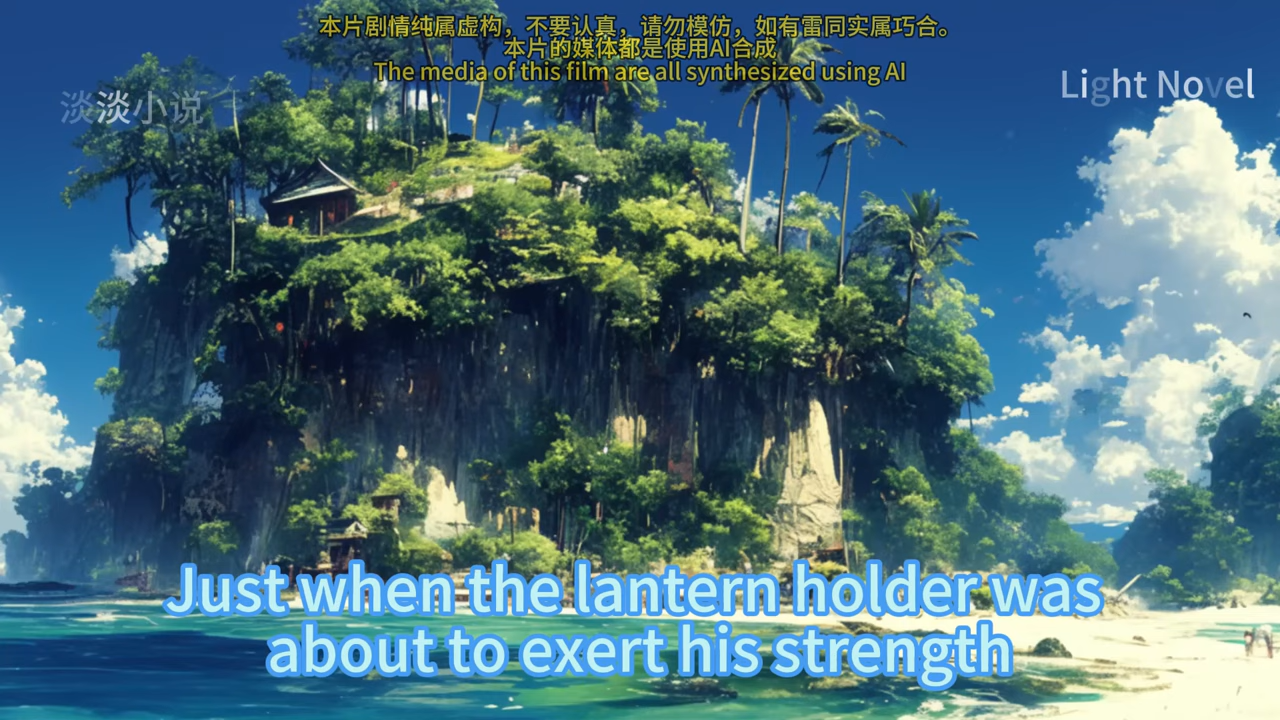 本片剧情纯属虚构，不要认真，请勿模仿，如有雷同实属巧合。
本片的媒体都是使用AI合成
The media of this film are all synthesized using AI
淡淡小说
Light Novel
Just when the lantern holder was
about to exert his strength